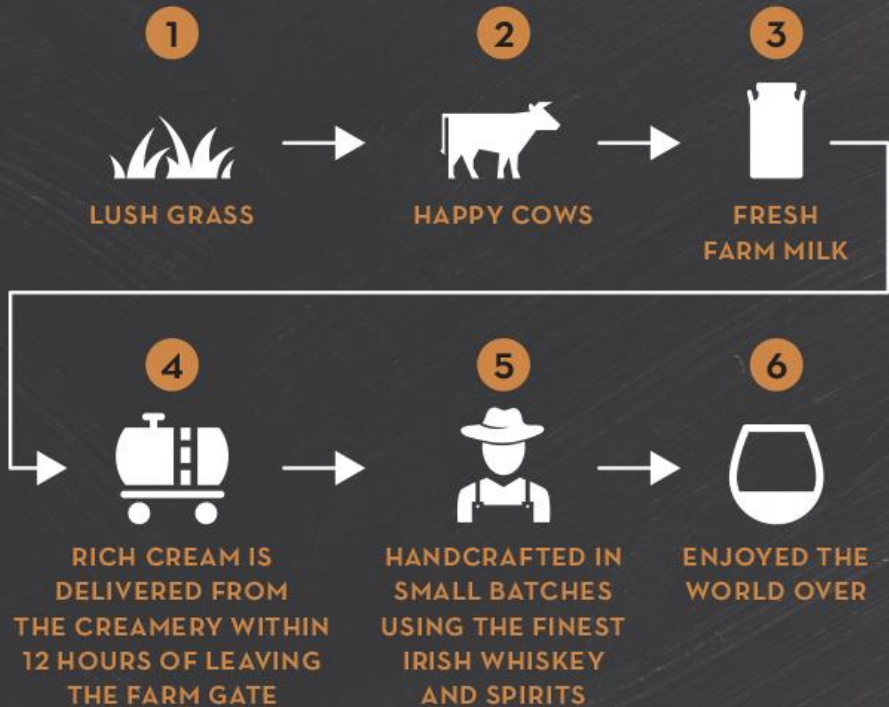 1
LUSH GRASS
2
HAPPY COWS
3
FRESH
FARM MILK
4
RICH CREAM IS
DELIVERED FROM
THE CREAMERY WITHIN
12 HOURS OF LEAVING
THE FARM GATE
5
HANDCRAFTED IN
SMALL BATCHES
USING THE FINEST
IRISH WHISKEY
AND SPIRITS
6
ENJOYED THE
WORLD OVER